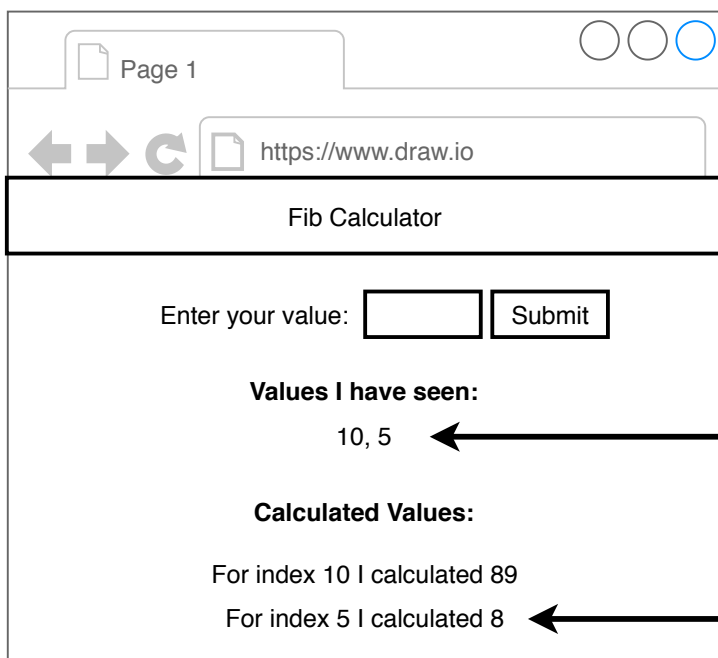 Page 1
https://www.draw.io
Fib Calculator
Enter your value: Submit
Values I have seen:
10, 5
Calculated Values:
For index 10 I calculated 89
For index 5 I calculated 8